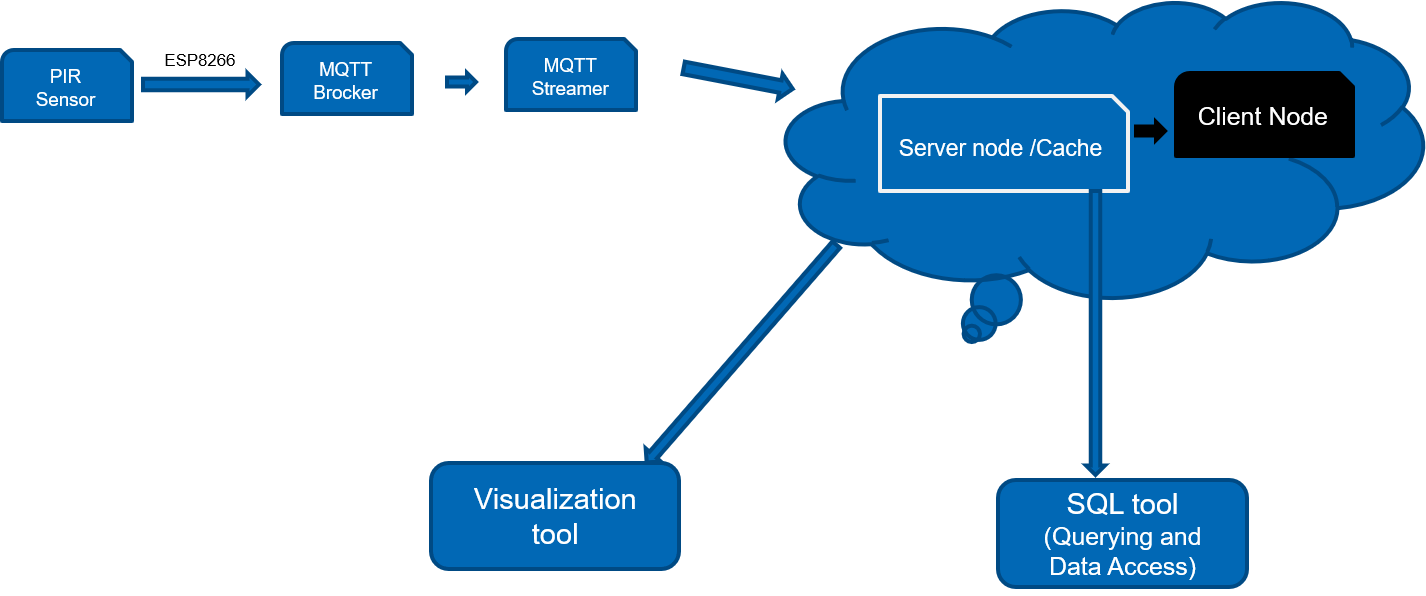 PIR
Sensor
ESP8266
MQTT
Brocker
MQTT
Streamer
Server node /Cache
Client Node
Visualization
tool
SQL tool
(Querying and
Data Access)